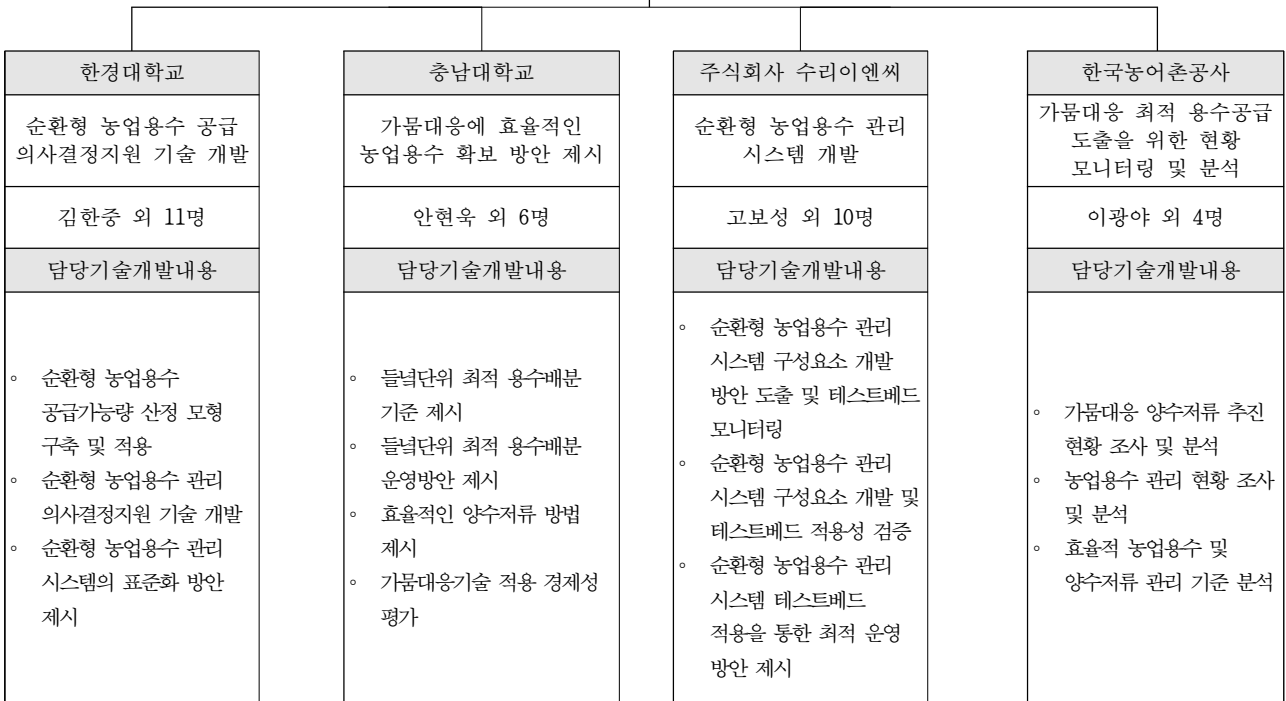 한경대학교
순환형 농업용수 공급
의사결정지원 기술 개발
김한중 외 11명
담당기술개발내용
◦ 순환형 농업용수
공급가능량 산정 모형
구축 및 적용
◦ 순환형 농업용수 관리
의사결정지원 기술 개발
◦ 순환형 농업용수 관리
시스템의 표준화 방안
제시
충남대학교
가뭄대응에 효율적인
농업용수 확보 방안 제시
안현욱 외 6명
담당기술개발내용
◦ 들녘단위 최적 용수배분
기준 제시
◦ 들녘단위 최적 용수배분
운영방안 제시
◦ 효율적인 양수저류 방법
제시
◦ 가뭄대응기술 적용 경제성
평가
주식회사 수리이엔씨
순환형 농업용수 관리
시스템 개발
고보성 외 10명
담당기술개발내용
◦ 순환형 농업용수 관리
시스템 구성요소 개발
방안 도출 및 테스트베드
모니터링
◦ 순환형 농업용수 관리
시스템 구성요소 개발 및
테스트베드 적용성 검증
◦ 순환형 농업용수 관리
시스템 테스트베드
적용을 통한 최적 운영
방안 제시
한국농어촌공사
가뭄대응 최적 용수공급
도출을 위한 현황
모니터링 및 분석
이광야 외 4명
담당기술개발내용
◦ 가뭄대응 양수저류 추진
현황 조사 및 분석
◦ 농업용수 관리 현황 조사
및 분석
◦ 효율적 농업용수 및
양수저류 관리 기준 분석